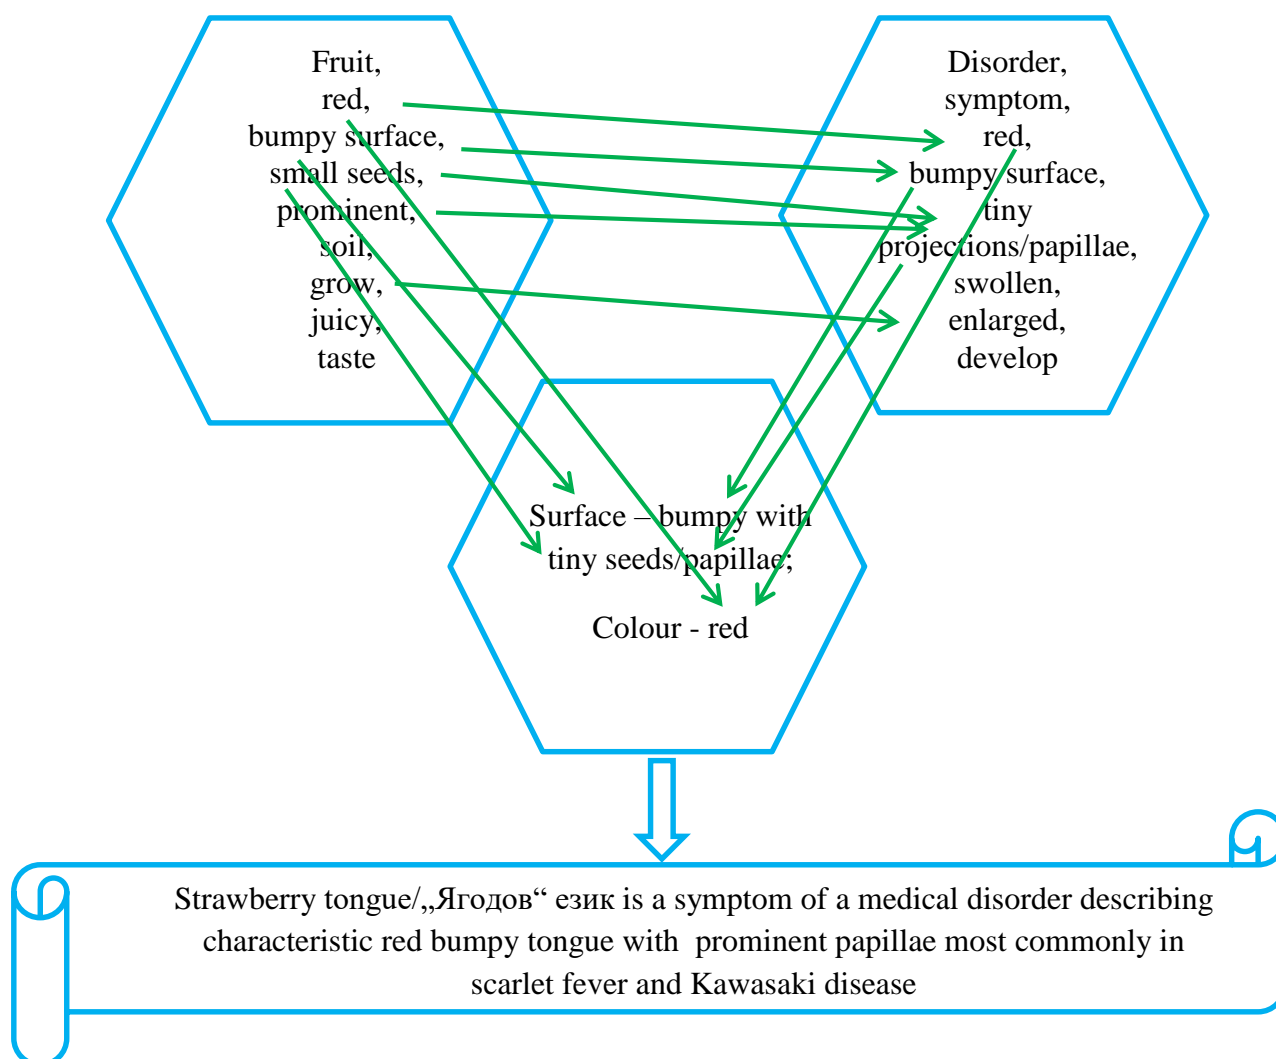 Fruit,
red,
bumpy surface,
small seeds,
prominent,
soil,
grow,
juicy,
taste
Disorder,
symptom,
red,
bumpy surface,
tiny
projections/papillae,
swollen,
enlarged,
develop
Surface – bumpy with
tiny seeds/papillae;
Colour - red
Strawberry tongue/„Ягодов“ език is a symptom of a medical disorder describing
characteristic red bumpy tongue with prominent papillae most commonly in
scarlet fever and Kawasaki disease